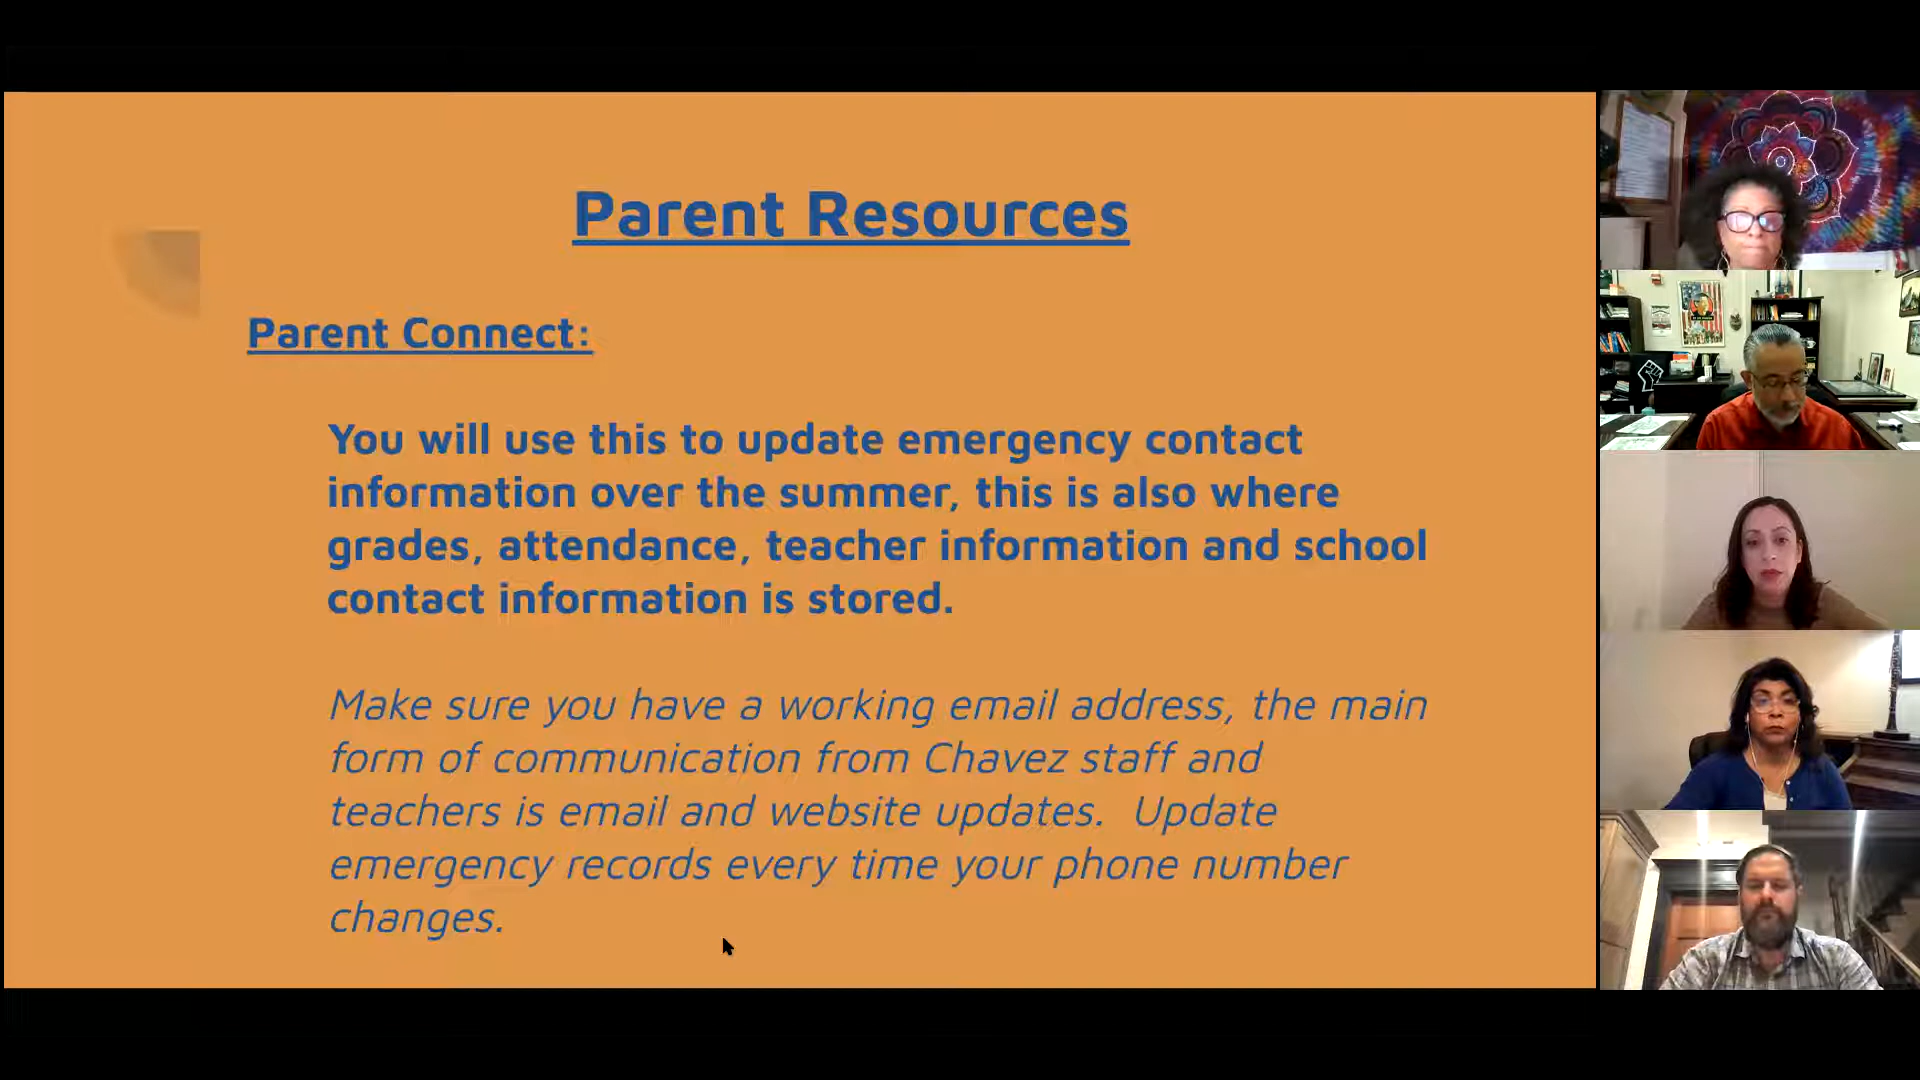 Parent Resources
Parent Connect:
You will use this to update emergency contact
information over the summer, this is also where
grades, attendance, teacher information and school
contact information is stored.
Make sure you have a working email address, the main
form of communication from Chavez staff and
teachers is email and website updates.  Update
emergency records every time your phone number
changes.